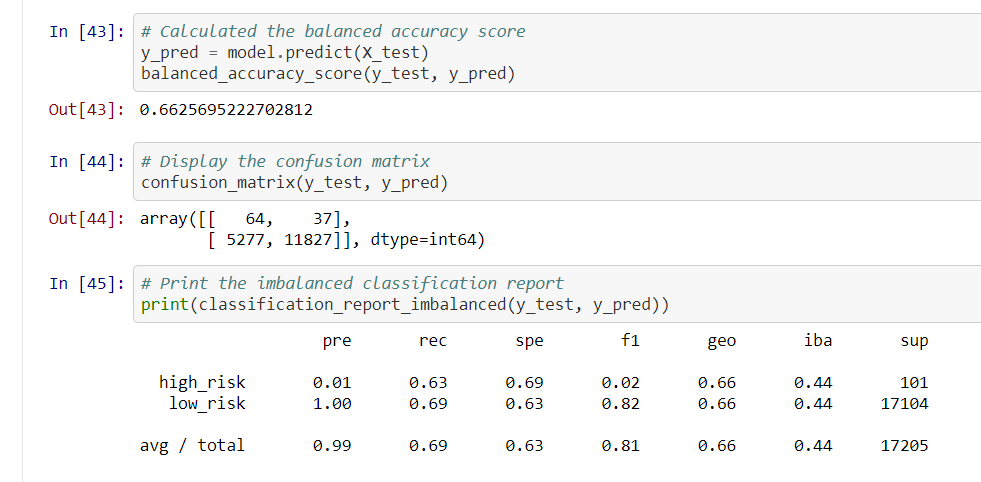 In [43]: # Calculated the balanced accuracy score
y_pred = model.predict(X_test)
balanced_accuracy_score(y_test, y_pred)
Out[43]: 0.6625695222702812
In [44]: # Display the confusion matrix
confusion_matrix(y_test, y_pred)
Out[44]: array([[   64,    37],
       [ 5277, 11827]], dtype=int64)
In [45]: # Print the imbalanced classification report
print(classification_report_imbalanced(y_test, y_pred))
pre rec spe f1 geo iba sup
high_risk 0.01 0.63 0.69 0.02 0.66 0.44 101
low_risk 1.00 0.69 0.63 0.82 0.66 0.44 17104
avg / total 0.99 0.69 0.63 0.81 0.66 0.44 17205